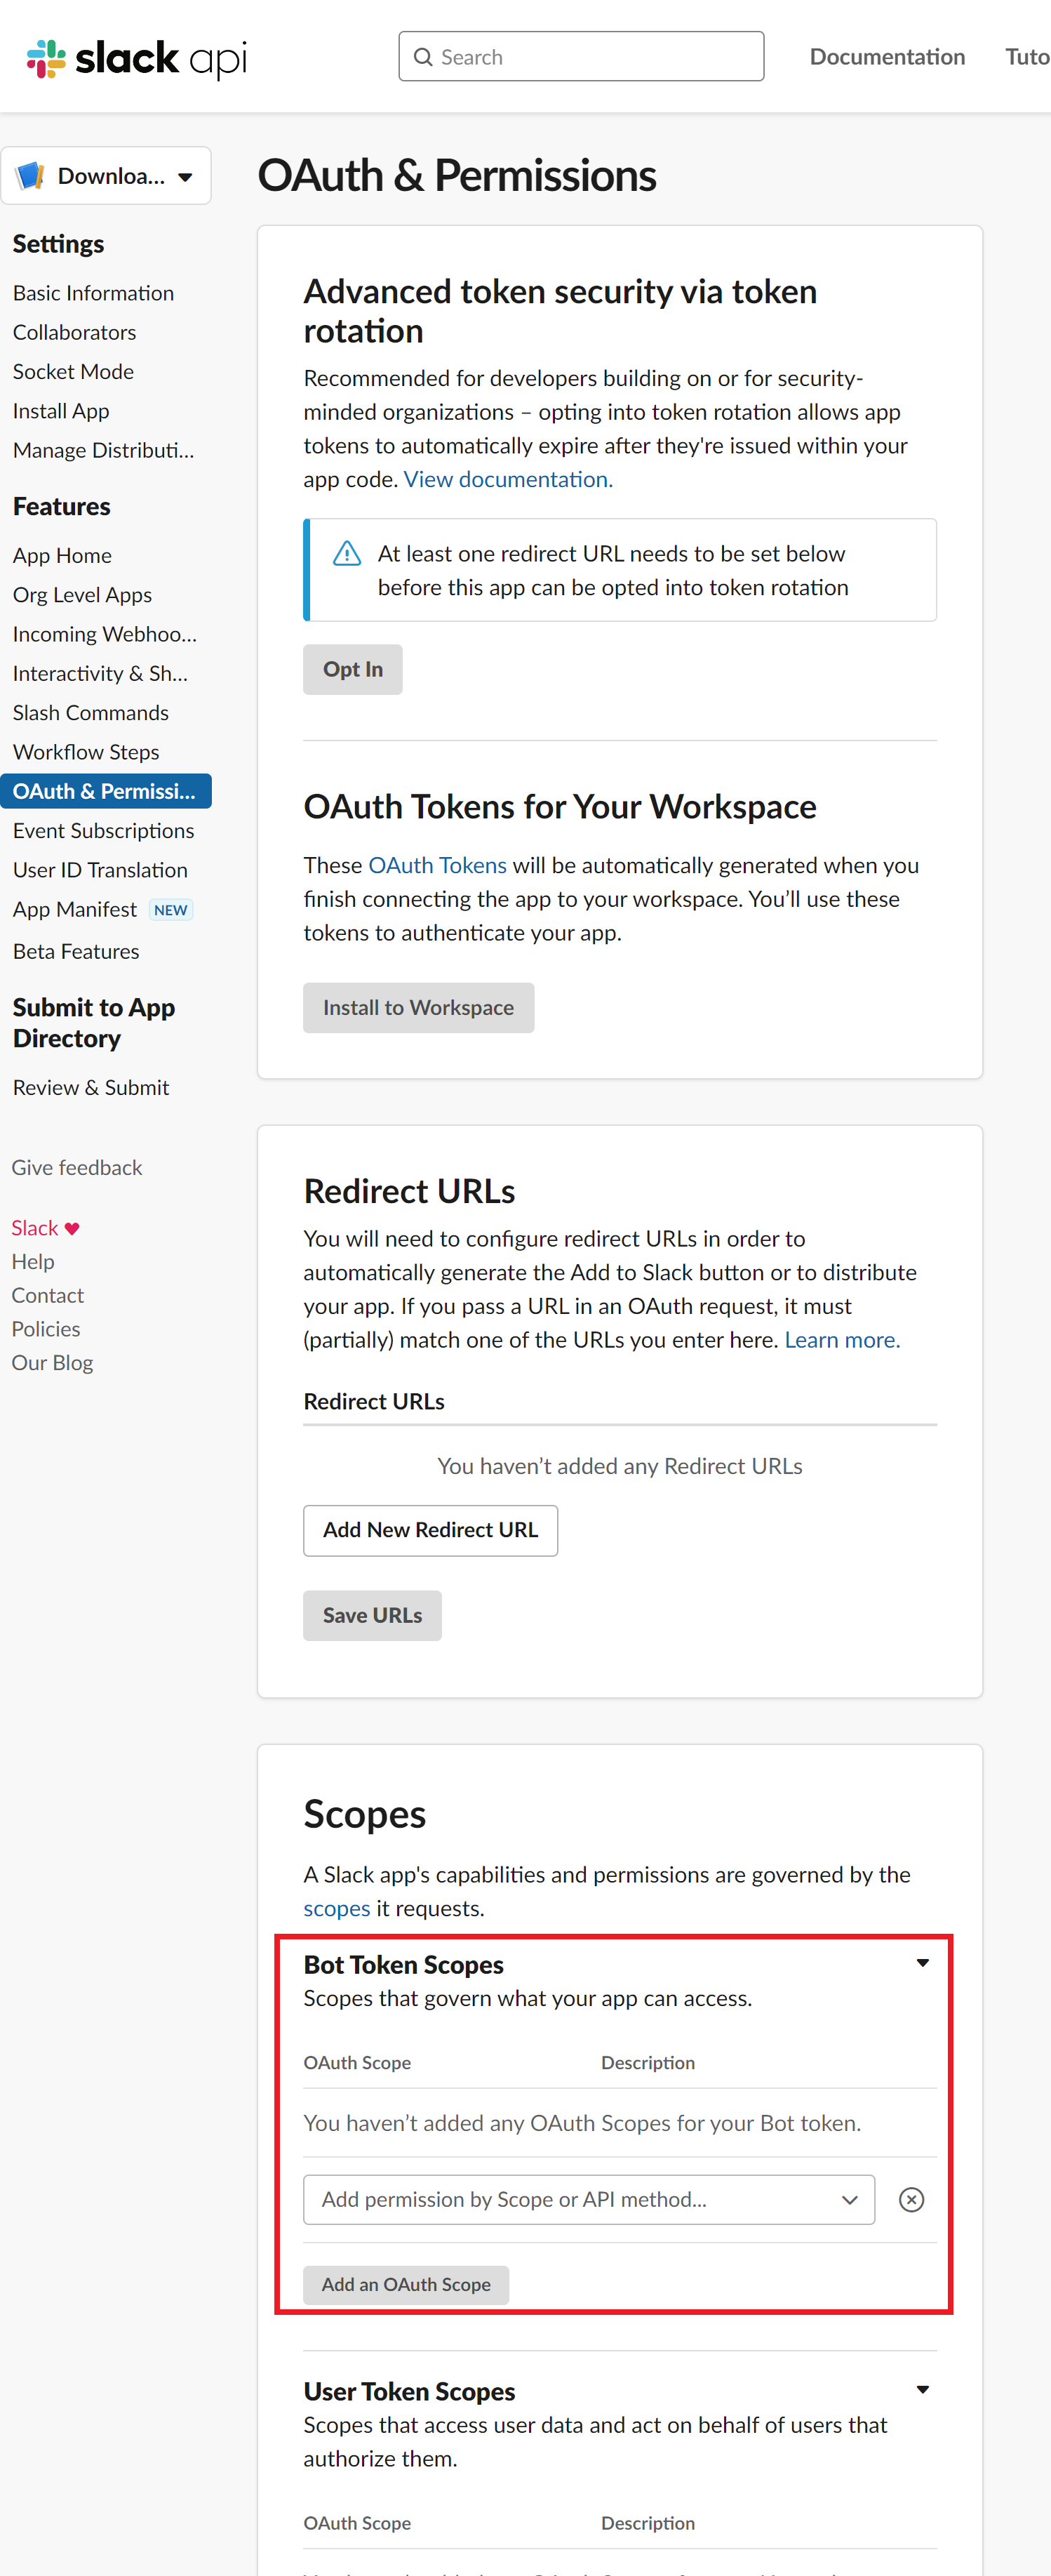 slack api
Search
Documentation
Tuto
Downloa...
Settings
Basic Information
Collaborators
Socket Mode
Install App
Manage Distributi...
Features
App Home
Org Level Apps
Incoming Webhoo...
Interactivity & Sh...
Slash Commands
Workflow Steps
OAuth & Permissi...
Event Subscriptions
User ID Translation
App Manifest NEW
Beta Features
Submit to App
Directory
Review & Submit
Give feedback
Slack ♥
Help
Contact
Policies
Our Blog
OAuth & Permissions
Advanced token security via token
rotation
Recommended for developers building on or for security-
minded organizations – opting into token rotation allows app
tokens to automatically expire after they're issued within your
app code. View documentation.
At least one redirect URL needs to be set below
before this app can be opted into token rotation
Opt In
OAuth Tokens for Your Workspace
These OAuth Tokens will be automatically generated when you
finish connecting the app to your workspace. You’ll use these
tokens to authenticate your app.
Install to Workspace
Redirect URLs
You will need to configure redirect URLs in order to
automatically generate the Add to Slack button or to distribute
your app. If you pass a URL in an OAuth request, it must
(partially) match one of the URLs you enter here. Learn more.
Redirect URLs
You haven’t added any Redirect URLs
Add New Redirect URL
Save URLs
Scopes
A Slack app's capabilities and permissions are governed by the
scopes it requests.
Bot Token Scopes
Scopes that govern what your app can access.
OAuth Scope Description
You haven’t added any OAuth Scopes for your Bot token.
Add permission by Scope or API method...
Add an OAuth Scope
User Token Scopes
Scopes that access user data and act on behalf of users that
authorize them.
OAuth Scope Description